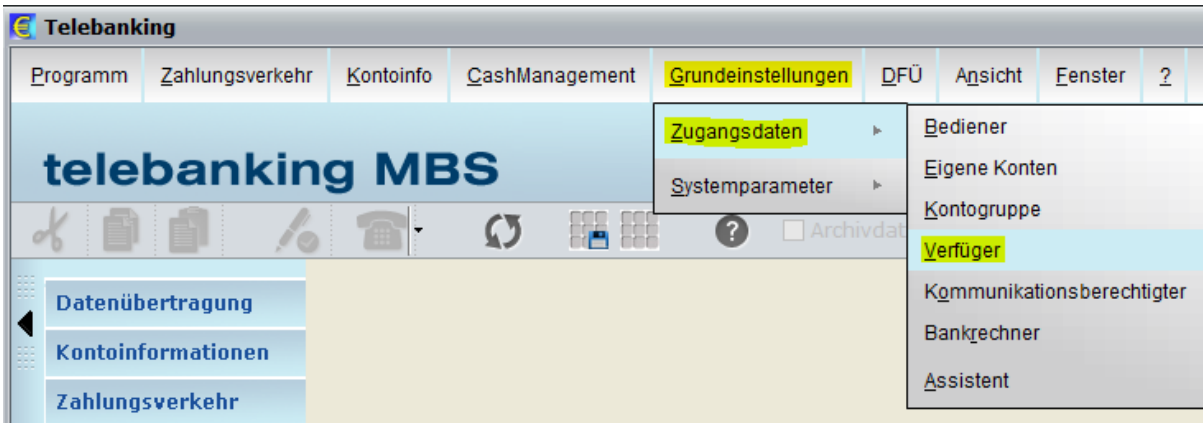 Telebanking
Programm Zahlungsverkehr Kontoinfo CashManagement Grundeinstellungen DFÜ Ansicht Fenster ?
Zugangsdaten
Systemparameter
Bediener
Eigene Konten
Kontogruppe
Verfüger
Kommunikationsberechtigter
Bankrechner
Assistent
telebanking MBS
? Archivdat
Datenübertragung
Kontoinformationen
Zahlungsverkehr